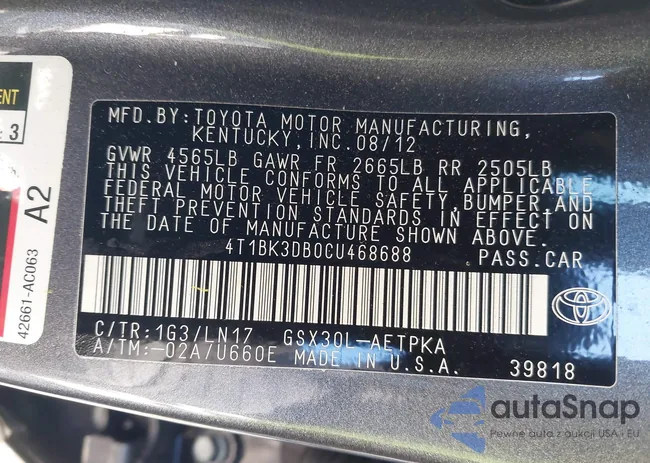 ENT
: 3
A2
42661-AC063
MFD.BY:TOYOTA MOTOR MANUFACTURING,
KENTUCKY,INC.08/12
GVWR 4565LB GAWR FR 2665LB RR 2505LB
THIS VEHICLE CONFORMS TO ALL APPLICABLE
FEDERAL MOTOR VEHICLE SAFETY,BUMPER,AND
THEFT PREVENTION STANDARDS IN EFFECT ON
THE DATE OF MANUFACTURE SHOWN ABOVE.
4T1BK3DB0CU468688 PASS.CAR
C/TR:1G3/LN17 GSX30L-AETPKA
A/TM:-02A/U660E MADE IN U.S.A. 39818
autaSnap
Pewne auta z aukcji USA i EU